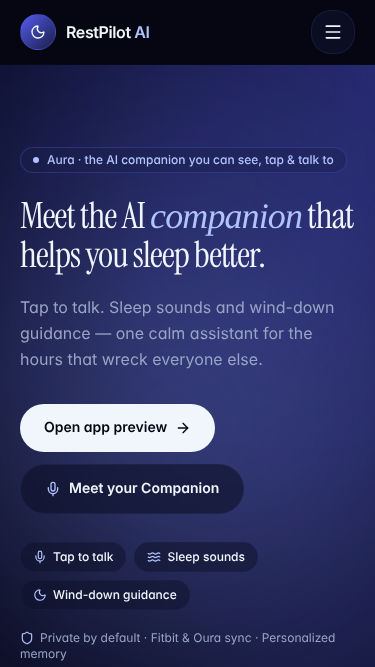 RestPilot AI
Aura · the AI companion you can see, tap & talk to
Meet the AI companion that
helps you sleep better.
Tap to talk. Sleep sounds and wind-down
guidance — one calm assistant for the
hours that wreck everyone else.
Open app preview →
Meet your Companion
Tap to talk
Sleep sounds
Wind-down guidance
Private by default · Fitbit & Oura sync · Personalized
memory